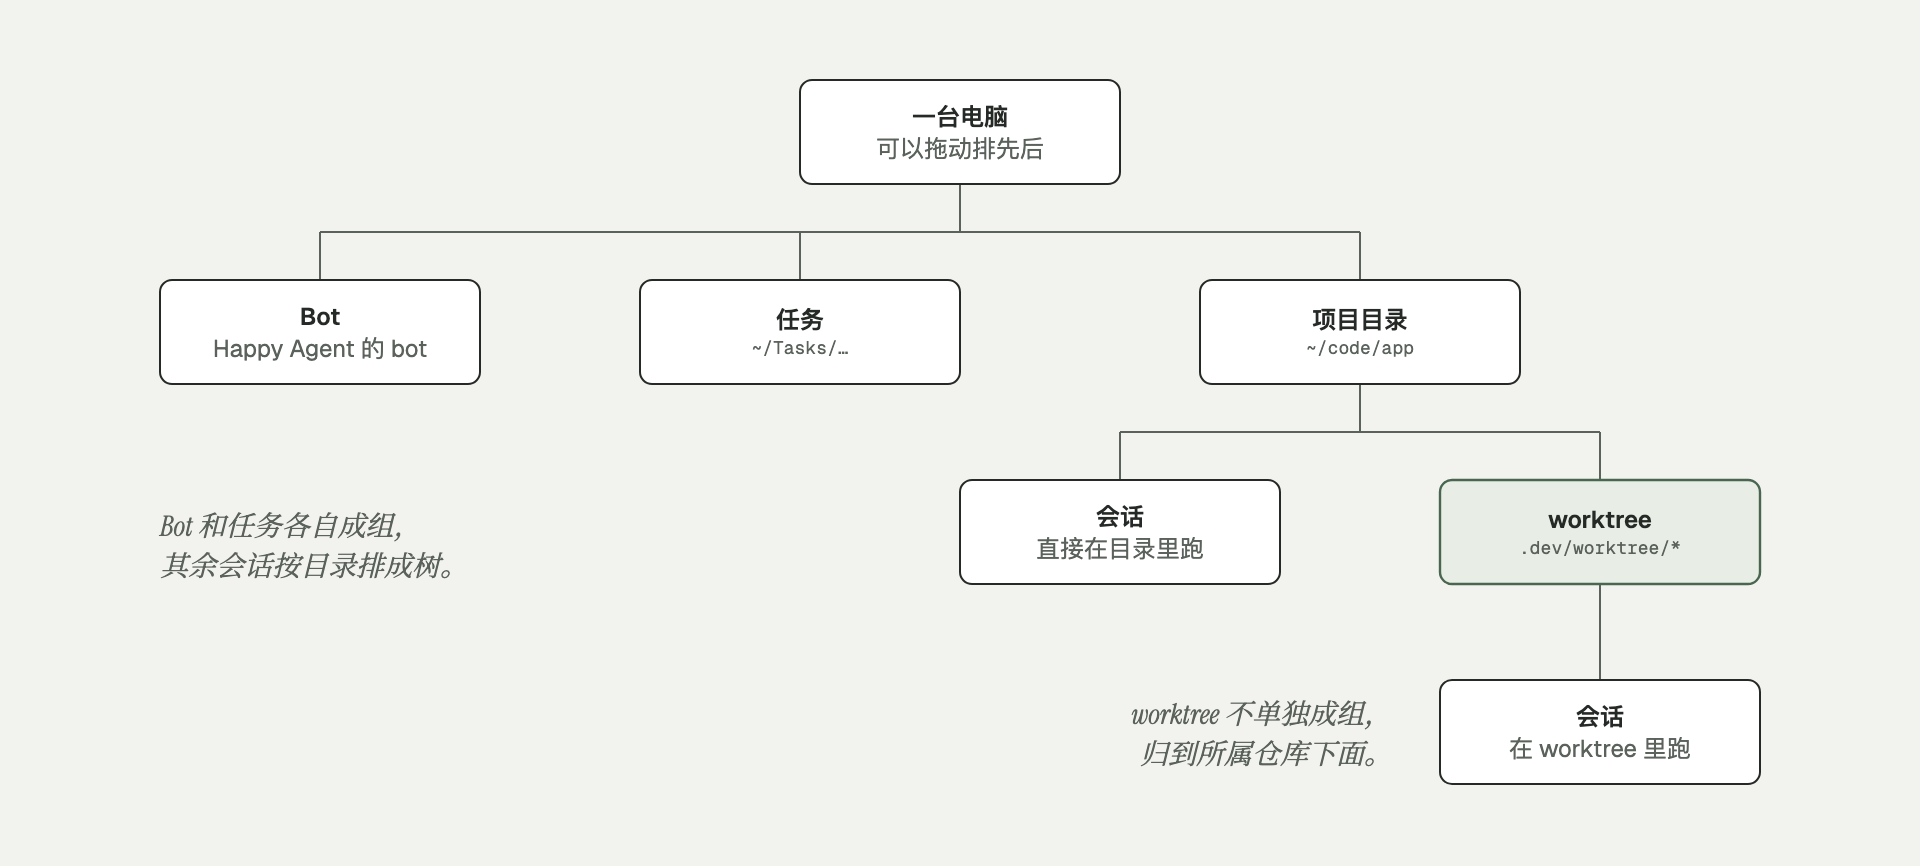 一台电脑
可以拖动排先后
Bot
Happy Agent 的 bot
任务
~/Tasks/…
项目目录
~/code/app
会话
直接在目录里跑
worktree
.dev/worktree/*
Bot 和任务各自成组，
其余会话按目录排成树。
worktree 不单独成组，
归到所属仓库下面。
会话
在 worktree 里跑